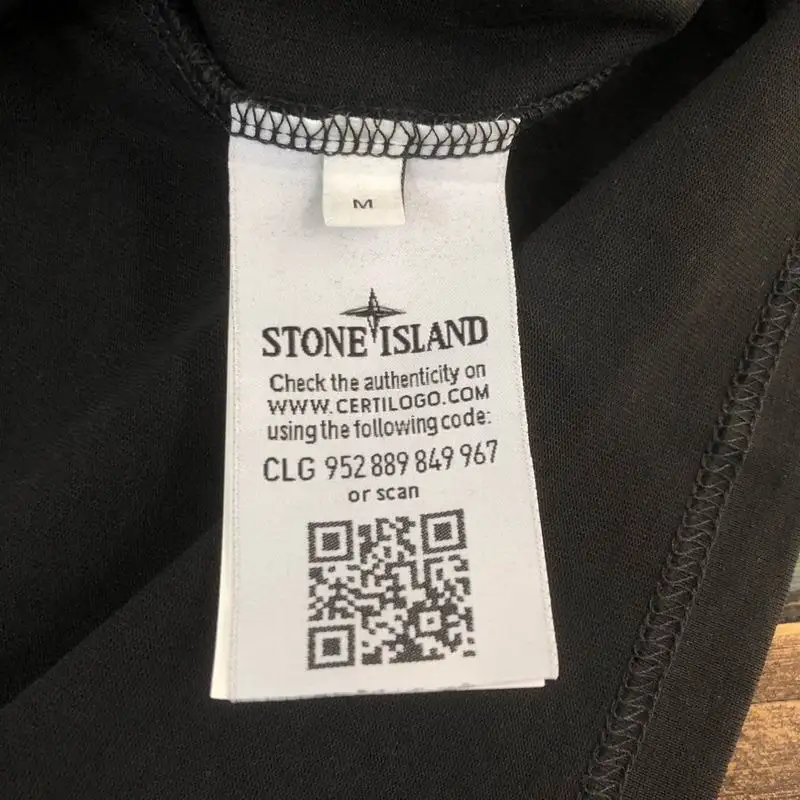 M
STONE ISLAND
Check the authenticity on
WWW.CERTILOGO.COM
using the following code:
CLG 952 889 849 967
or scan